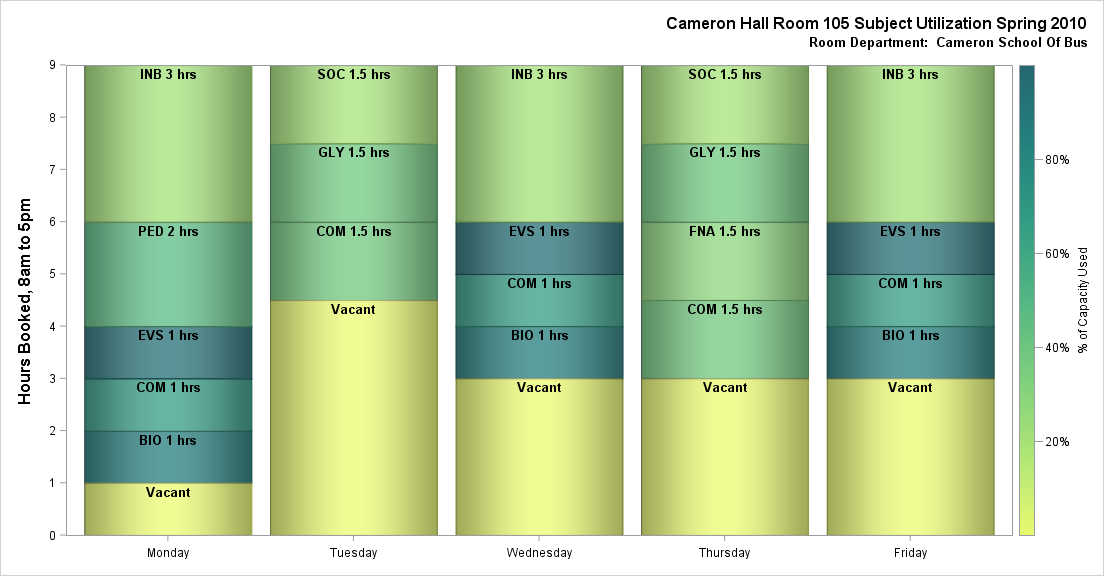 Cameron Hall Room 105 Subject Utilization Spring 2010
Room Department:  Cameron School Of Bus
Hours Booked, 8am to 5pm
9
8
7
6
5
4
3
2
1
0
INB 3 hrs
PED 2 hrs
EVS 1 hrs
COM 1 hrs
BIO 1 hrs
Vacant
Monday
SOC 1.5 hrs
GLY 1.5 hrs
COM 1.5 hrs
Vacant
Tuesday
INB 3 hrs
EVS 1 hrs
COM 1 hrs
BIO 1 hrs
Vacant
Wednesday
SOC 1.5 hrs
GLY 1.5 hrs
FNA 1.5 hrs
COM 1.5 hrs
Vacant
Thursday
INB 3 hrs
EVS 1 hrs
COM 1 hrs
BIO 1 hrs
Vacant
Friday
80%
60%
40%
20%
% of Capacity Used